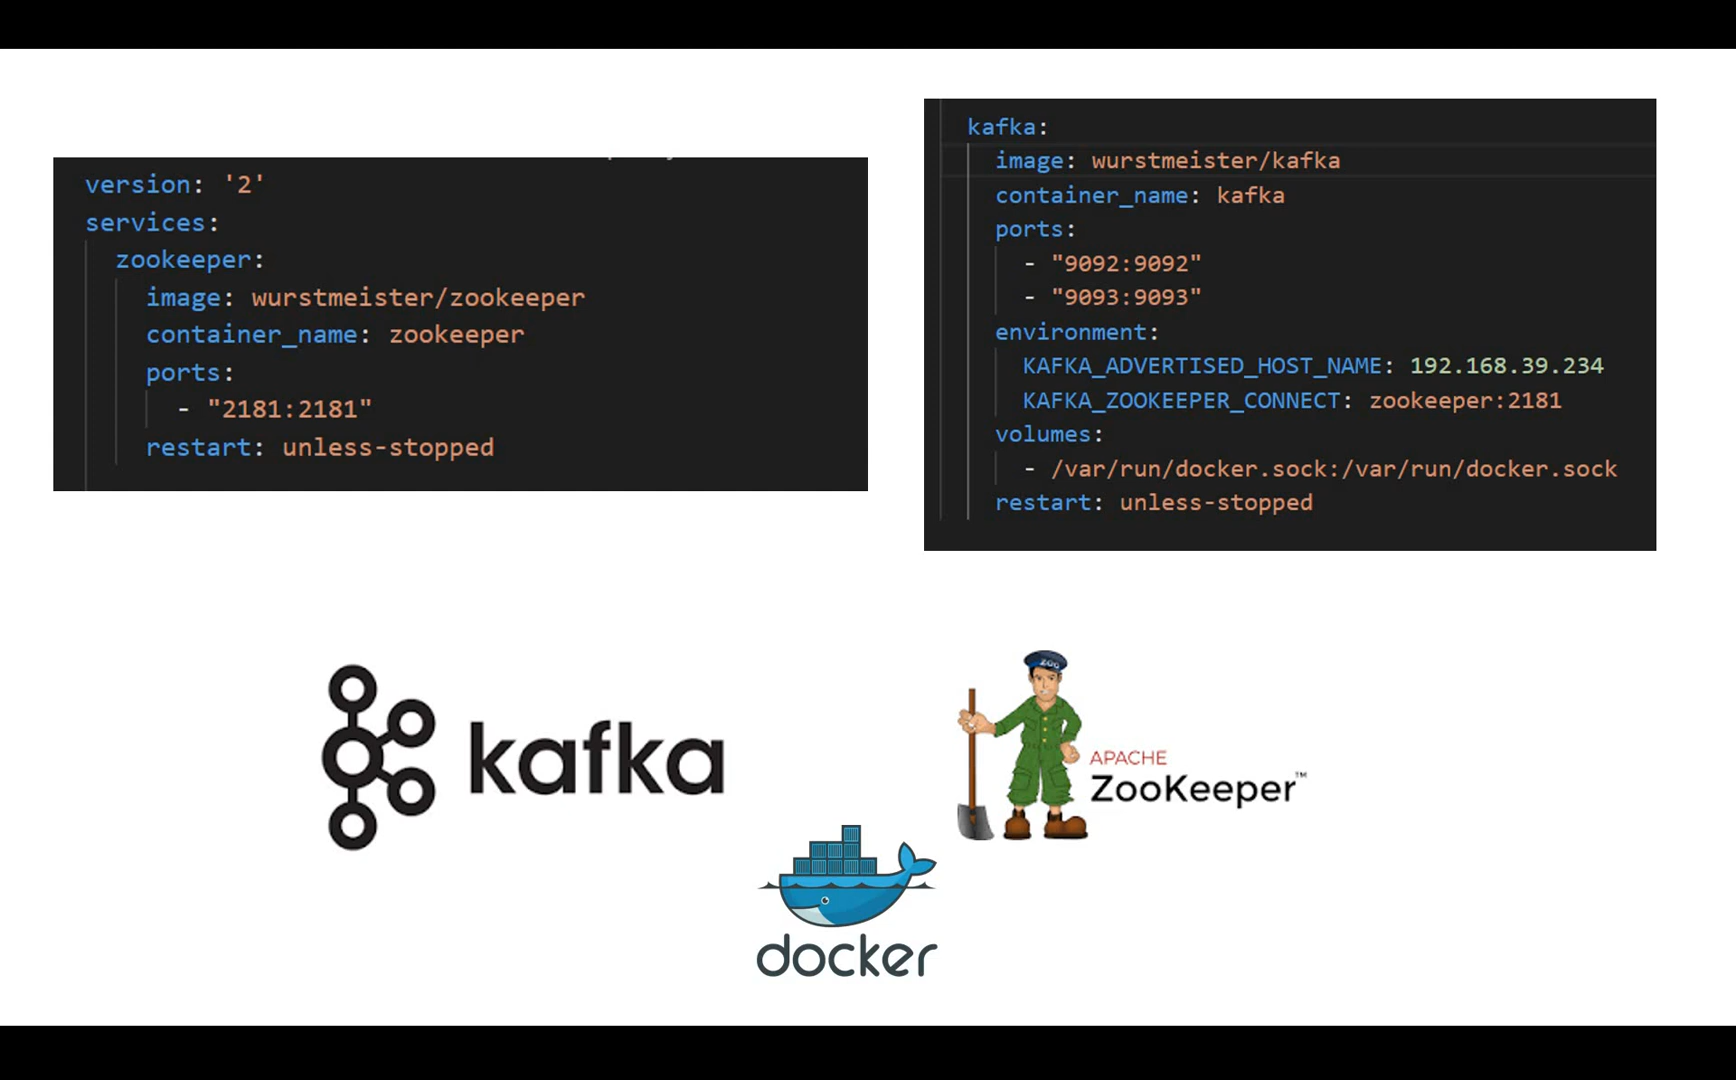 version: '2'
services:
zookeeper:
image: wurstmeister/zookeeper
container_name: zookeeper
ports:
- "2181:2181"
restart: unless-stopped
kafka:
image: wurstmeister/kafka
container_name: kafka
ports:
- "9092:9092"
- "9093:9093"
environment:
KAFKA_ADVERTISED_HOST_NAME: 192.168.39.234
KAFKA_ZOOKEEPER_CONNECT: zookeeper:2181
volumes:
- /var/run/docker.sock:/var/run/docker.sock
restart: unless-stopped
kafka
ZOO
APACHE
ZooKeeper™
docker